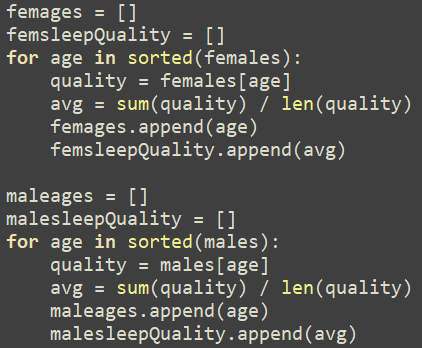 femages = []
femsleepQuality = []
for age in sorted(females):
    quality = females[age]
    avg = sum(quality) / len(quality)
    femages.append(age)
    femsleepQuality.append(avg)

maleages = []
malesleepQuality = []
for age in sorted(males):
    quality = males[age]
    avg = sum(quality) / len(quality)
    maleages.append(age)
    malesleepQuality.append(avg)